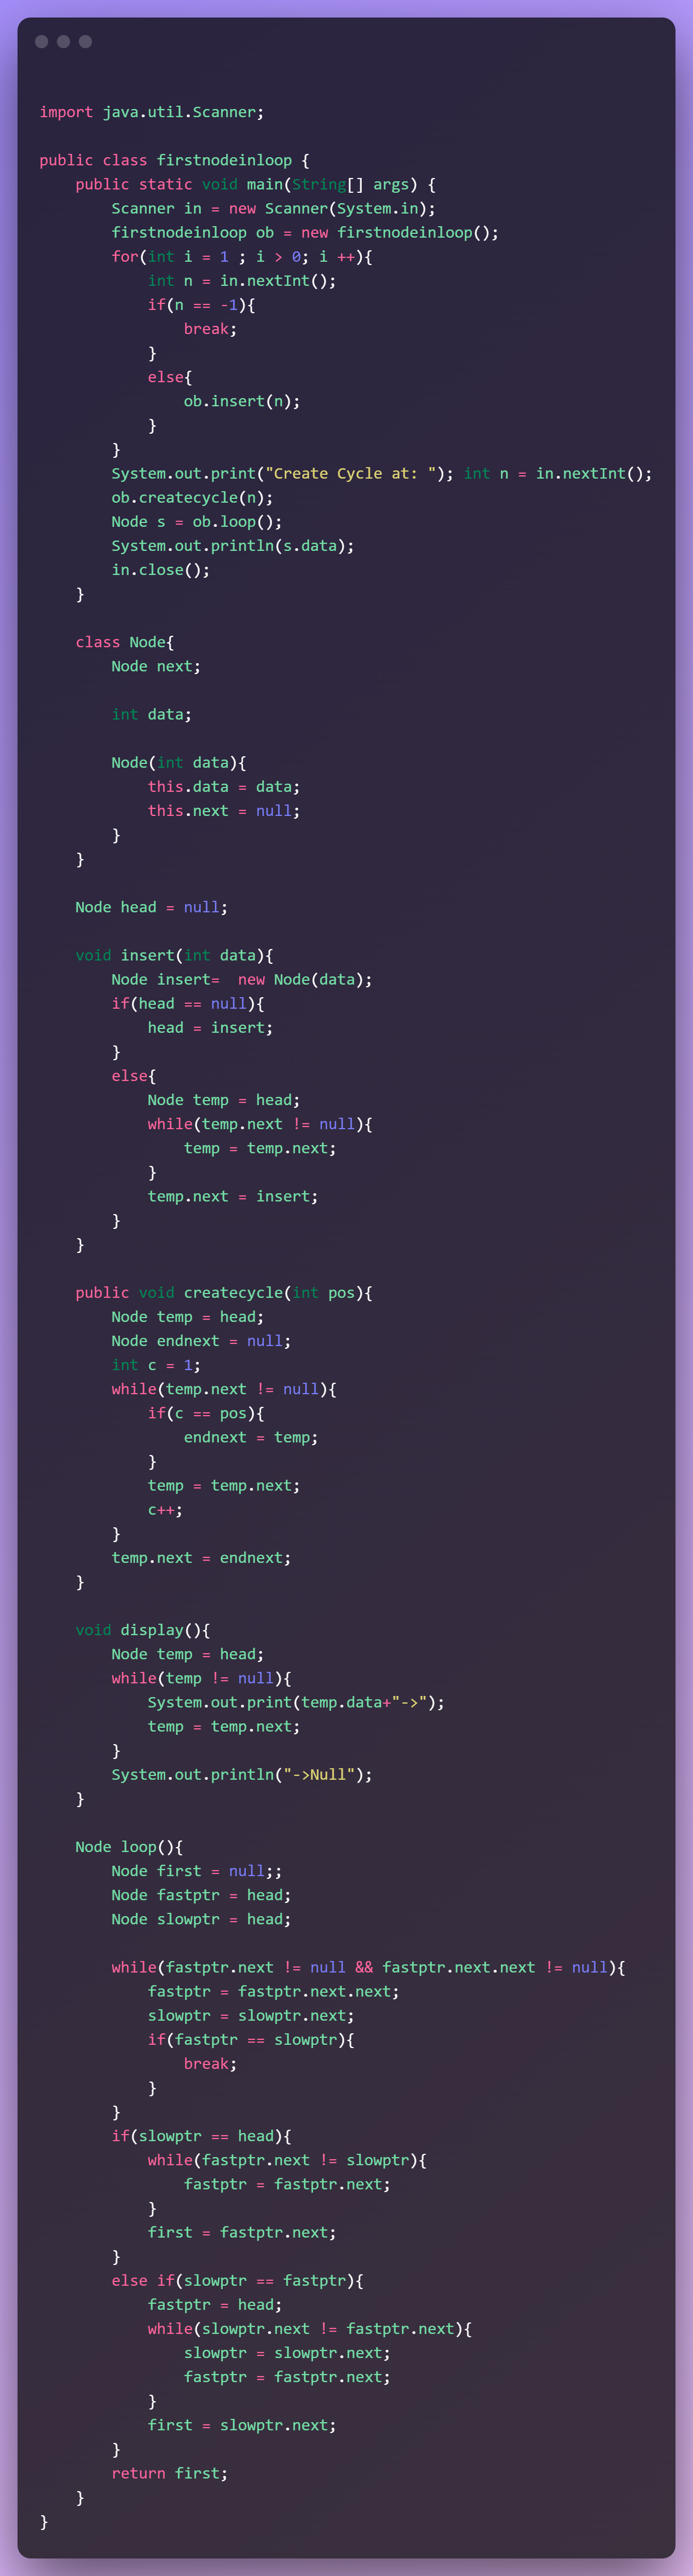 import java.util.Scanner;

public class firstnodeinloop {
    public static void main(String[] args) {
        Scanner in = new Scanner(System.in);
        firstnodeinloop ob = new firstnodeinloop();
        for(int i = 1 ; i > 0; i ++){
            int n = in.nextInt();
            if(n == -1){
                break;
            }
            else{
                ob.insert(n);
            }
        }
        System.out.print("Create Cycle at: "); int n = in.nextInt();
        ob.createcycle(n);
        Node s = ob.loop();
        System.out.println(s.data);
        in.close();
    }

    class Node{
        Node next;

        int data;

        Node(int data){
            this.data = data;
            this.next = null;
        }
    }

    Node head = null;

    void insert(int data){
        Node insert=  new Node(data);
        if(head == null){
            head = insert;
        }
        else{
            Node temp = head;
            while(temp.next != null){
                temp = temp.next;
            }
            temp.next = insert;
        }
    }

    public void createcycle(int pos){
        Node temp = head;
        Node endnext = null;
        int c = 1;
        while(temp.next != null){
            if(c == pos){
                endnext = temp;
            }
            temp = temp.next;
            c++;
        }
        temp.next = endnext;
    }

    void display(){
        Node temp = head;
        while(temp != null){
            System.out.print(temp.data+"->");
            temp = temp.next;
        }
        System.out.println("->Null");
    }

    Node loop(){
        Node first = null;;
        Node fastptr = head;
        Node slowptr = head;

        while(fastptr.next != null && fastptr.next.next != null){
            fastptr = fastptr.next.next;
            slowptr = slowptr.next;
            if(fastptr == slowptr){
                break;
            }
        }
        if(slowptr == head){
            while(fastptr.next != slowptr){
                fastptr = fastptr.next;
            }
            first = fastptr.next;
        }
        else if(slowptr == fastptr){
            fastptr = head;
            while(slowptr.next != fastptr.next){
                slowptr = slowptr.next;
                fastptr = fastptr.next;
            }
            first = slowptr.next;
        }
        return first;
    }
}